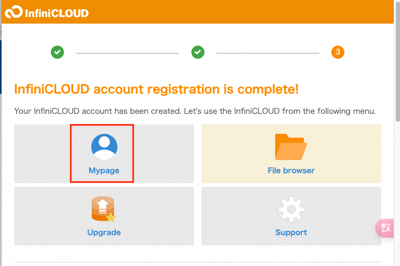 InfiniCLOUD
3
InfiniCLOUD account registration is complete!
Your InfiniCLOUD account has been created. Let's use the InfiniCLOUD from the following menu.
Mypage
File browser
Upgrade
Support